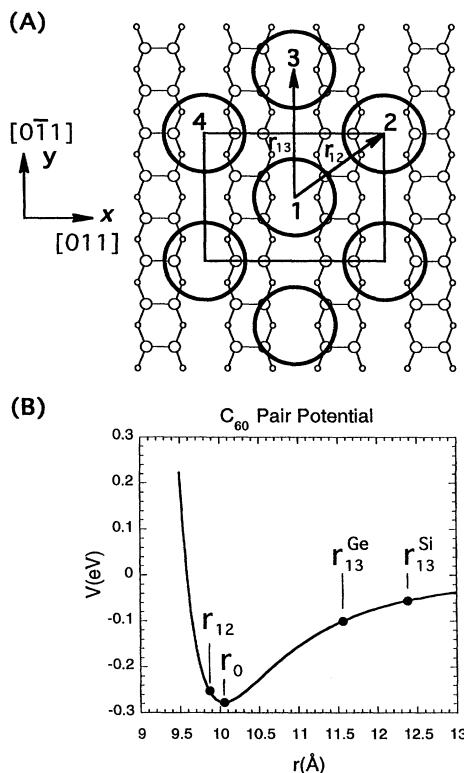 (A)
3
4
2
[01̄1]
y
r13
r12
1
x
[011]
(B)
C60 Pair Potential
0.3
0.2
0.1
0
-0.1
-0.2
-0.3
V(eV)
r12
r0
r13Ge
r13Si
9
9.5
10
10.5
11
11.5
12
12.5
13
r(Å)